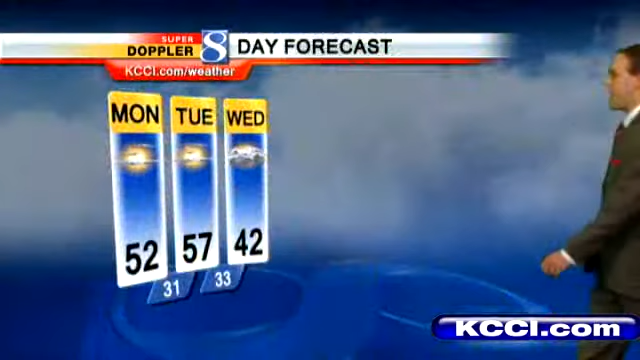 SUPER
DOPPLER 8 DAY FORECAST
KCCI.com/weather
MON TUE WED
52 57 42
31 33
KCCI.com